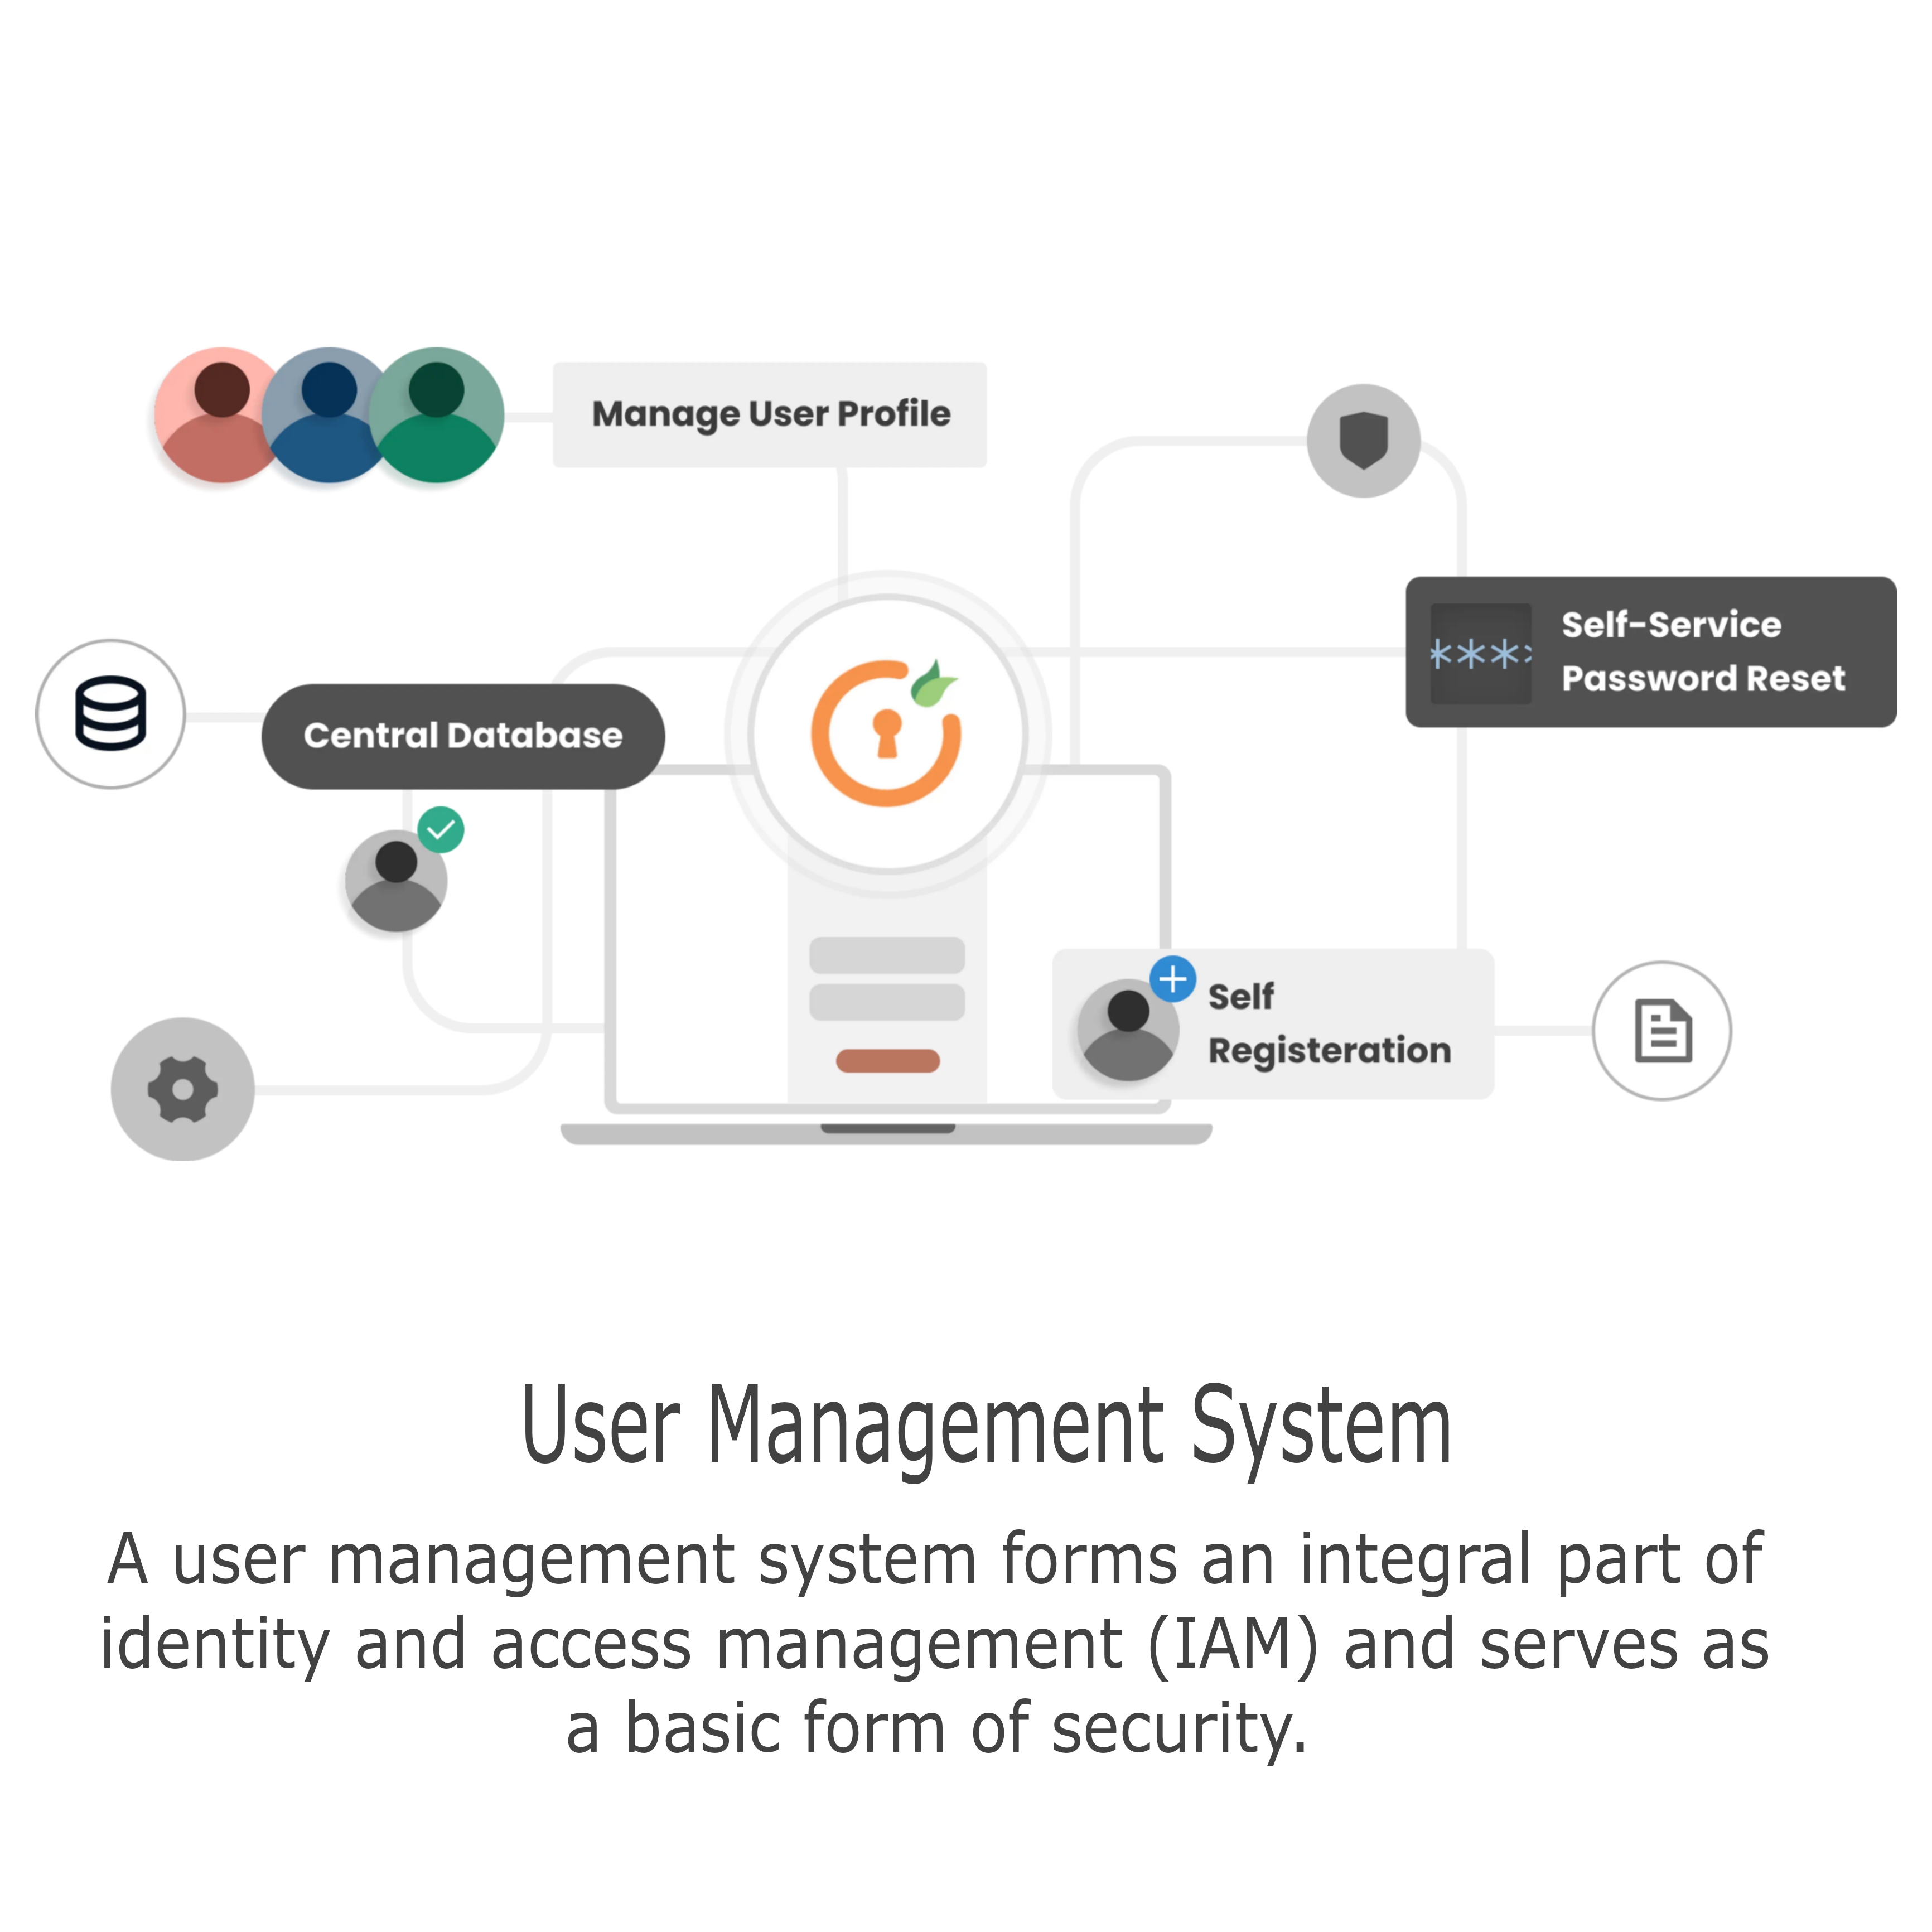 Manage User Profile
Self-Service
Password Reset
Central Database
Self
Registeration
User Management System
A user management system forms an integral part of
identity and access management (IAM) and serves as
a basic form of security.